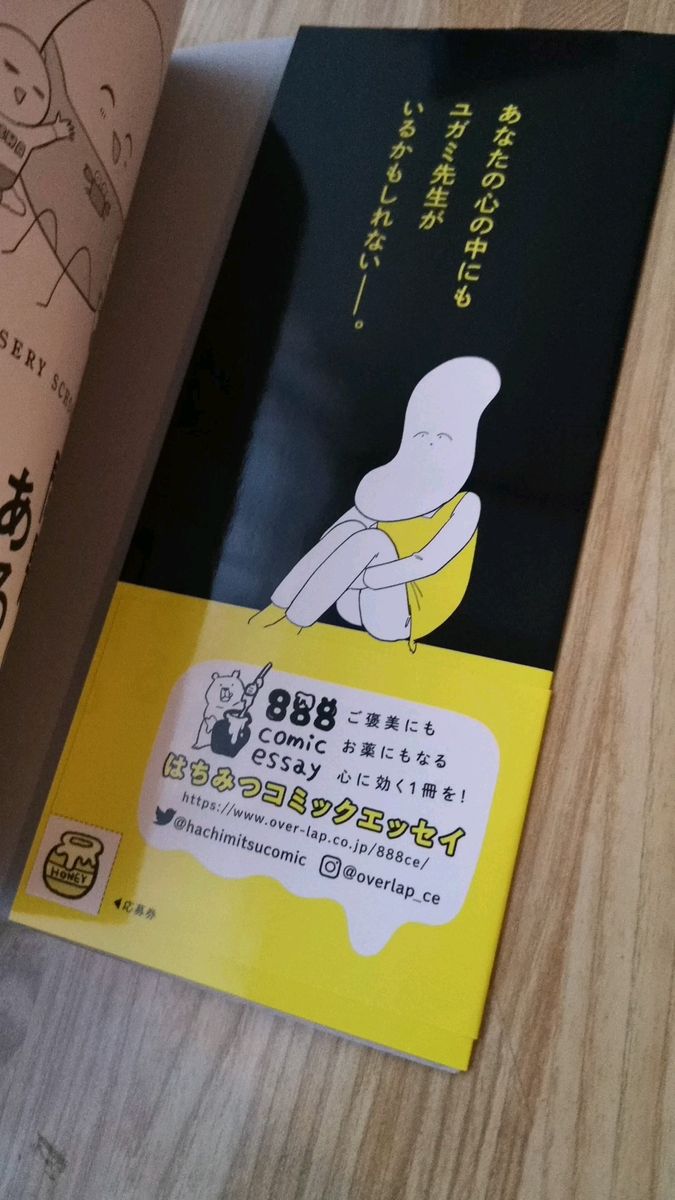 あなたの心の中にも
ユガミ先生が
いるかもしれない――。
888
comic
essay
ご褒美にも
お薬にもなる
心に効く1冊を!
はちみつコミックエッセイ
https://www.over-lap.co.jp/888ce/
@hachimitsucomic
@overlap_ce
HONEY
◀応募券
あ